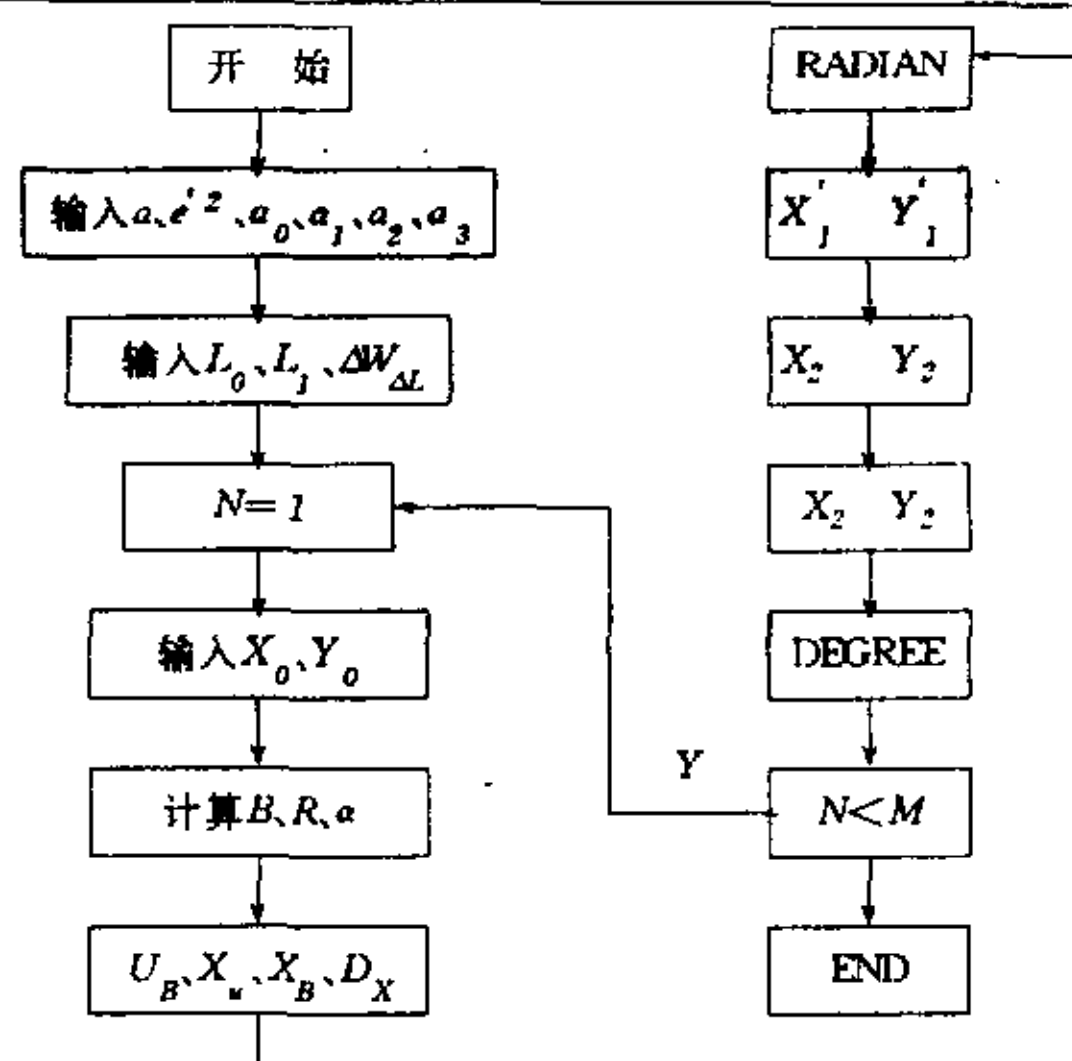 开 始
输入a、e'²、a₀、a₁、a₂、a₃
输入L₀、L₁、ΔW_ΔL
N=1
输入X₀、Y₀
计算B、R、α
U_B、X_u、X_B、D_X
RADIAN
X'₁ Y'₁
X₂ Y₂
X₂ Y₂
DEGREE
Y
N<M
END